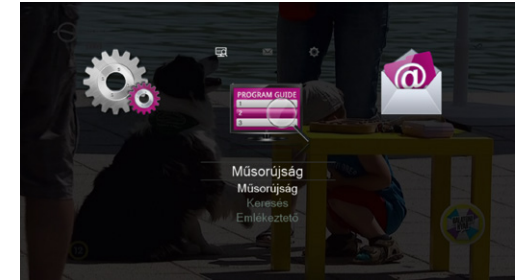 PROGRAM GUIDE
1
2
3
Műsorújság
Műsorújság
Keresés
Emlékeztető